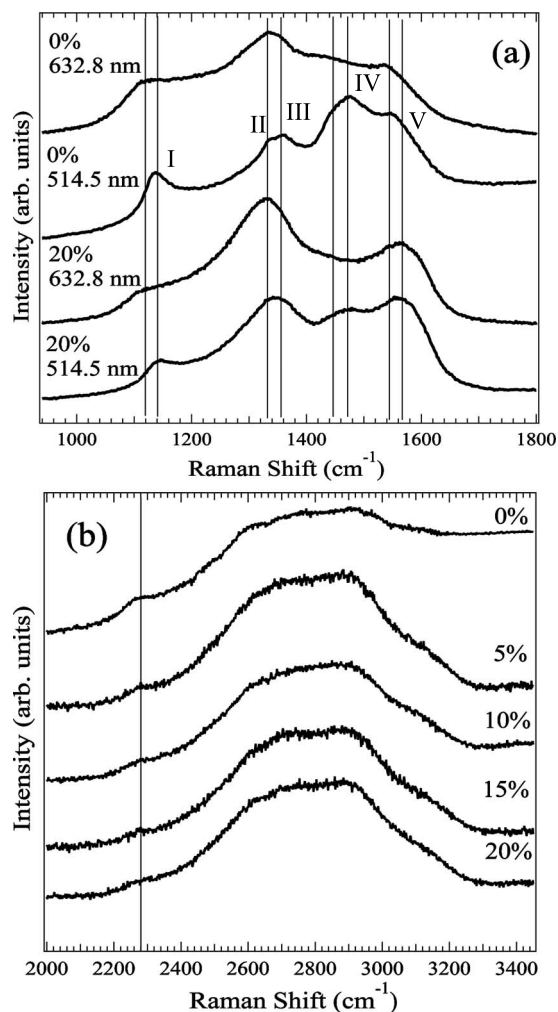 (a)
0%
632.8 nm
0%
514.5 nm
20%
632.8 nm
20%
514.5 nm
I
II
III
IV
V
Intensity (arb. units)
1000
1200
1400
1600
1800
Raman Shift (cm⁻¹)
(b)
0%
5%
10%
15%
20%
Intensity (arb. units)
2000
2200
2400
2600
2800
3000
3200
3400
Raman Shift (cm⁻¹)